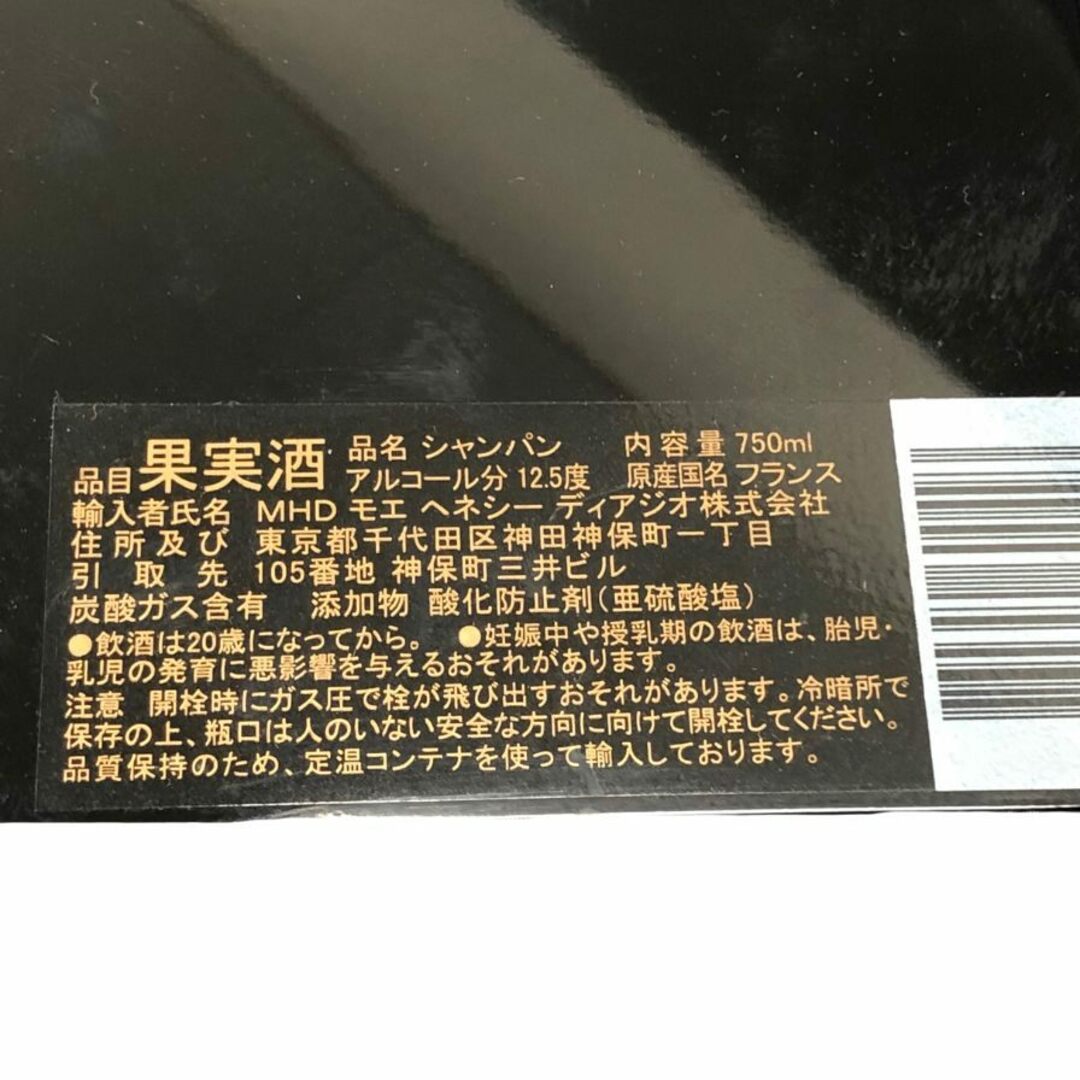 品目 果実酒 品名 シャンパン 内容量 750ml
アルコール分 12.5度 原産国名 フランス
輸入者氏名 MHD モエ ヘネシー ディアジオ株式会社
住所及び 東京都千代田区神田神保町一丁目
引取先 105番地 神保町三井ビル
炭酸ガス含有 添加物 酸化防止剤(亜硫酸塩)
●飲酒は20歳になってから。 ●妊娠中や授乳期の飲酒は、胎児・
乳児の発育に悪影響を与えるおそれがあります。
注意 開栓時にガス圧で栓が飛び出すおそれがあります。冷暗所で
保存の上、瓶口は人のいない安全な方向に向けて開栓してください。
品質保持のため、定温コンテナを使って輸入しております。